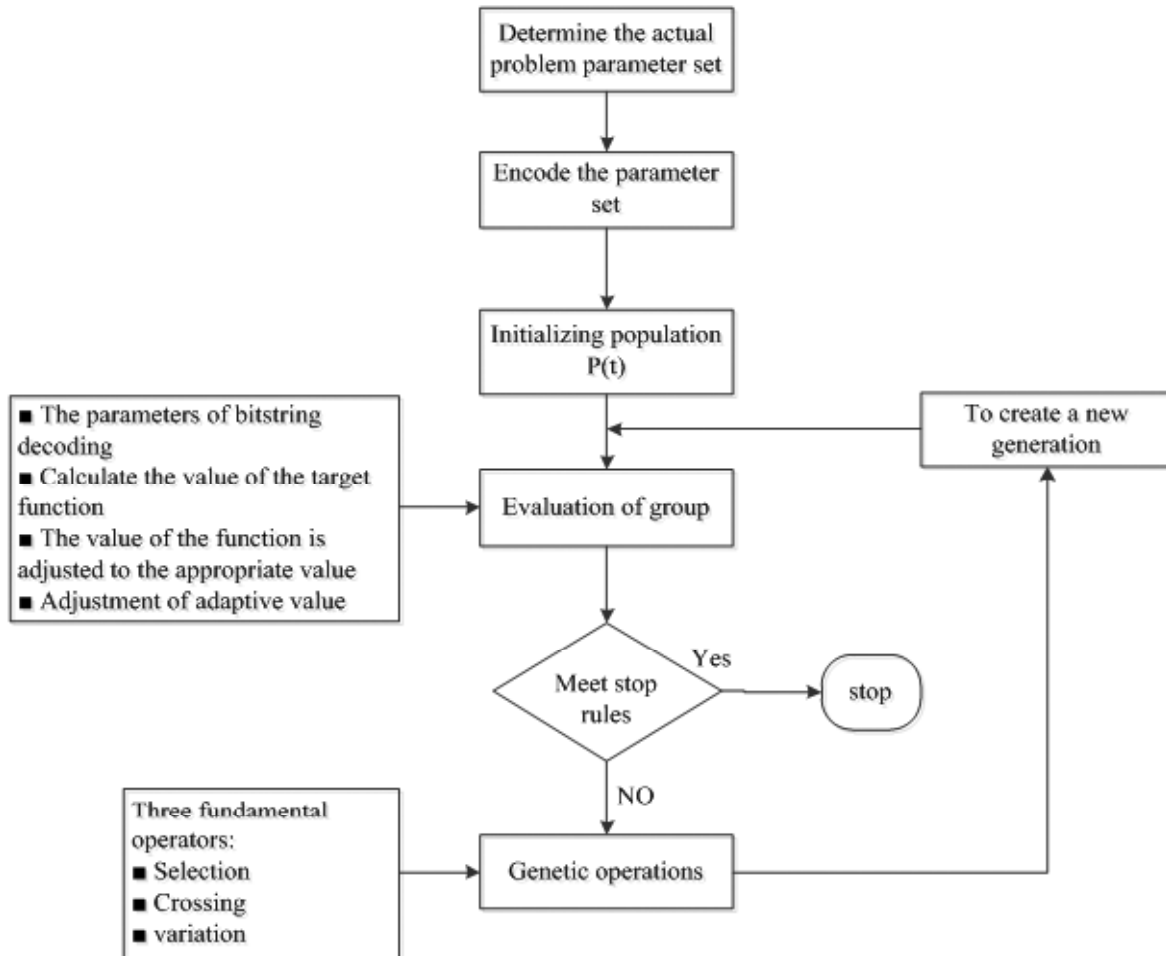 Determine the actual
problem parameter set
Encode the parameter
set
Initializing population
P(t)
■ The parameters of bitstring
decoding
■ Calculate the value of the target
function
■ The value of the function is
adjusted to the appropriate value
■ Adjustment of adaptive value
To create a new
generation
Evaluation of group
Meet stop
rules
Yes
stop
NO
Three fundamental
operators:
■ Selection
■ Crossing
■ variation
Genetic operations